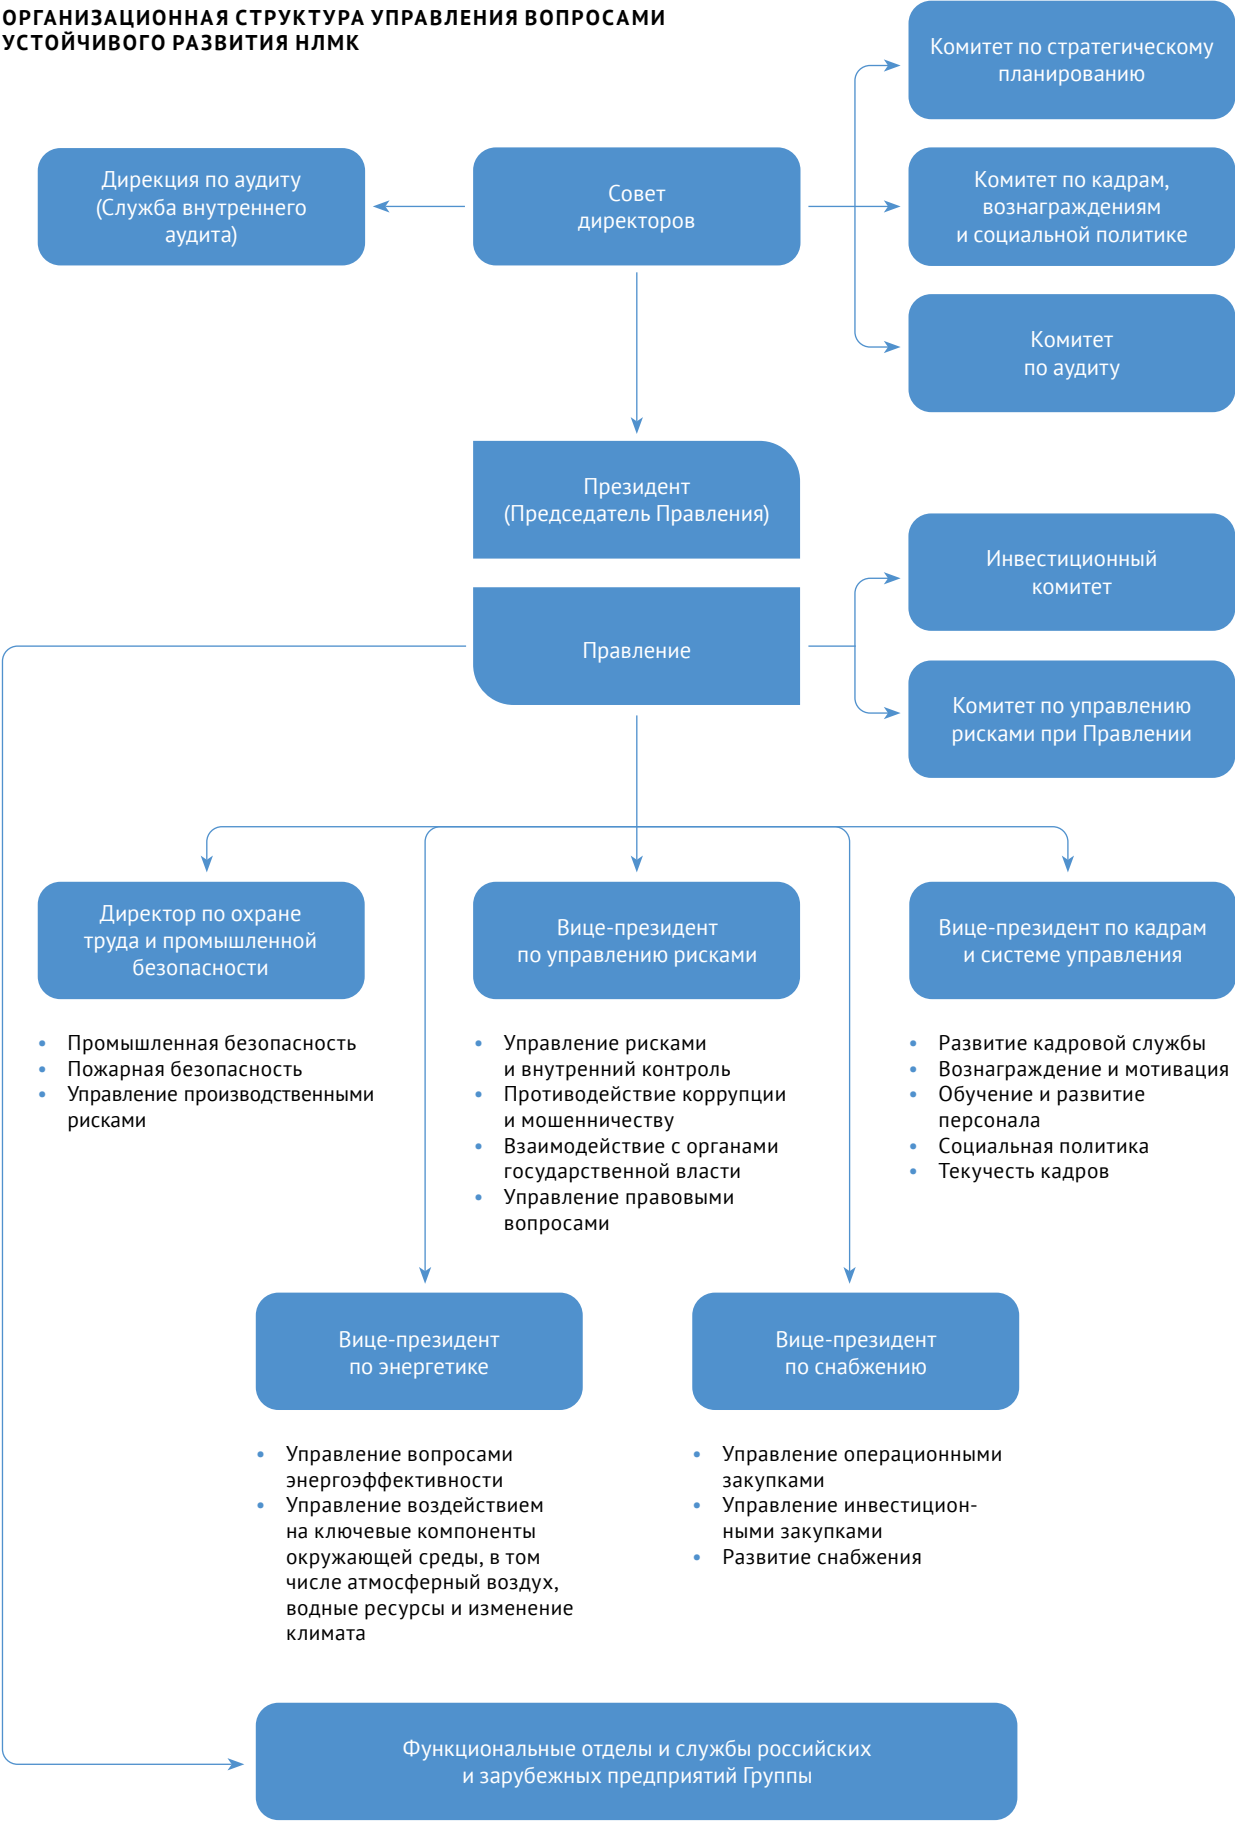 ОРГАНИЗАЦИОННАЯ СТРУКТУРА УПРАВЛЕНИЯ ВОПРОСАМИ
УСТОЙЧИВОГО РАЗВИТИЯ НЛМК
Комитет по стратегическому
планированию
Дирекция по аудиту
(Служба внутреннего
аудита)
Совет
директоров
Комитет по кадрам,
вознаграждениям
и социальной политике
Комитет
по аудиту
Президент
(Председатель Правления)
Инвестиционный
комитет
Правление
Комитет по управлению
рисками при Правлении
Директор по охране
труда и промышленной
безопасности
• Промышленная безопасность
• Пожарная безопасность
• Управление производственными
рисками
Вице-президент
по управлению рисками
• Управление рисками
и внутренний контроль
• Противодействие коррупции
и мошенничеству
• Взаимодействие с органами
государственной власти
• Управление правовыми
вопросами
Вице-президент по кадрам
и системе управления
• Развитие кадровой службы
• Вознаграждение и мотивация
• Обучение и развитие
персонала
• Социальная политика
• Текучесть кадров
Вице-президент
по энергетике
• Управление вопросами
энергоэффективности
• Управление воздействием
на ключевые компоненты
окружающей среды, в том
числе атмосферный воздух,
водные ресурсы и изменение
климата
Вице-президент
по снабжению
• Управление операционными
закупками
• Управление инвестицион-
ными закупками
• Развитие снабжения
Функциональные отделы и службы российских
и зарубежных предприятий Группы